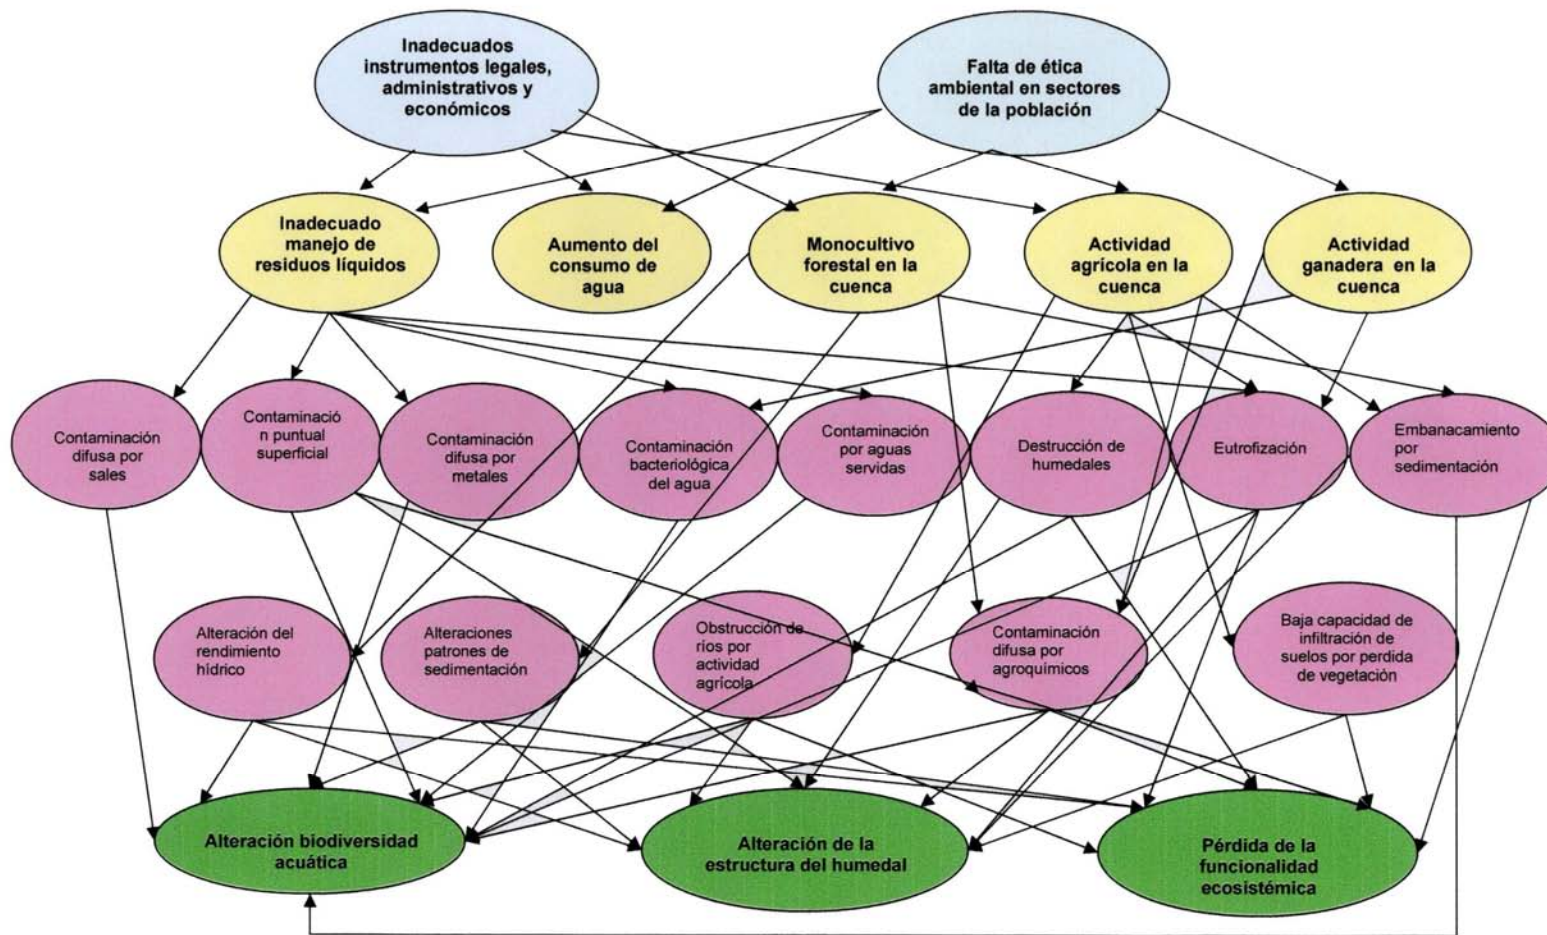 Inadecuados
instrumentos legales,
administrativos y
económicos
Falta de ética
ambiental en sectores
de la población
Inadecuado
manejo de
residuos líquidos
Aumento del
consumo de
agua
Monocultivo
forestal en la
cuenca
Actividad
agrícola en la
cuenca
Actividad
ganadera en la
cuenca
Contaminación
difusa por
sales
Contaminació
n puntual
superficial
Contaminación
difusa por
metales
Contaminación
bacteriológica
del agua
Contaminación
por aguas
servidas
Destrucción de
humedales
Eutrofización
Embanacamiento
por
sedimentación
Alteración del
rendimiento
hídrico
Alteraciones
patrones de
sedimentación
Obstrucción de
ríos por
actividad
agrícola
Contaminación
difusa por
agroquímicos
Baja capacidad de
infiltración de
suelos por perdida
de vegetación
Alteración biodiversidad
acuática
Alteración de la
estructura del humedal
Pérdida de la
funcionalidad
ecosistémica